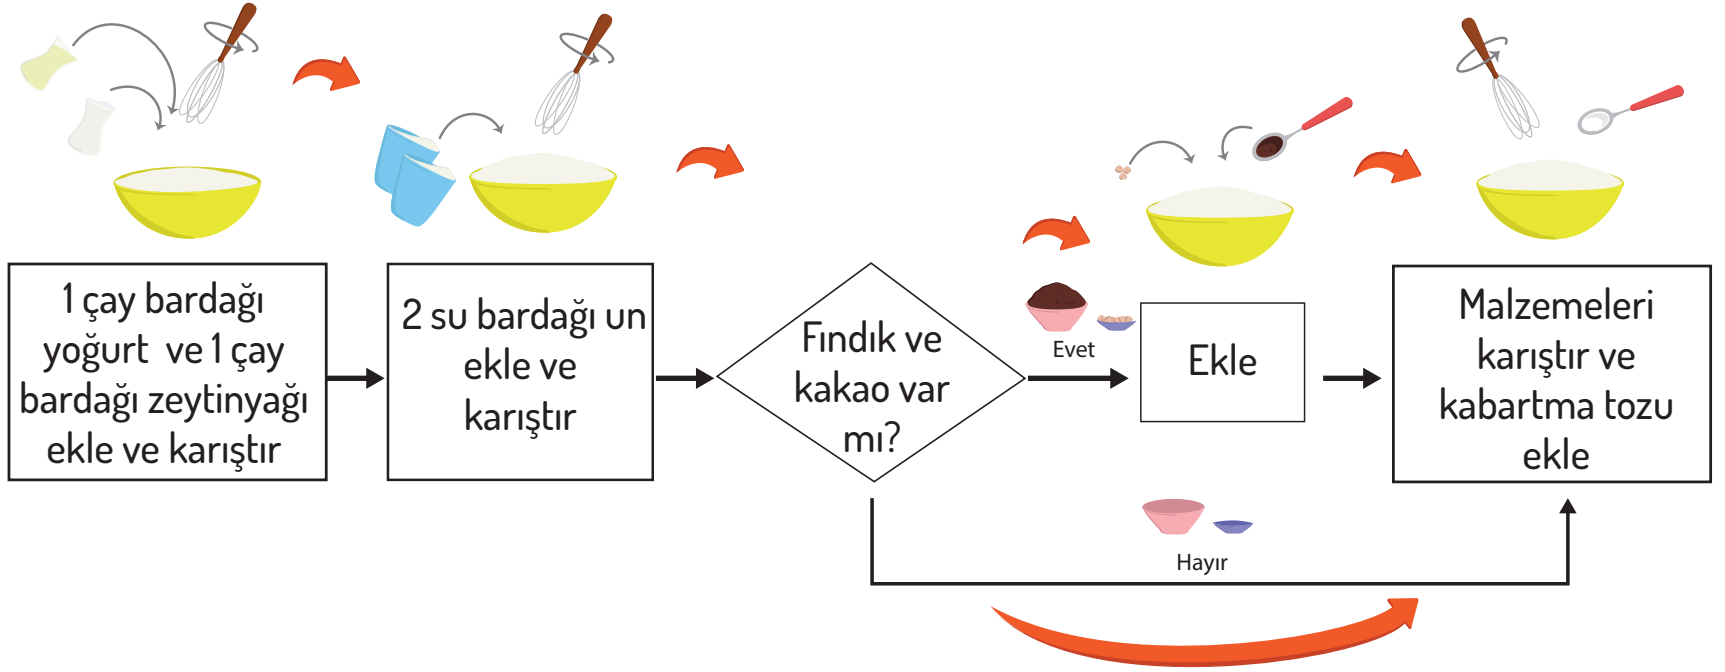 1 çay bardağı
yoğurt ve 1 çay
bardağı zeytinyağı
ekle ve karıştır
2 su bardağı un
ekle ve
karıştır
Fındık ve
kakao var
mı?
Evet
Ekle
Malzemeleri
karıştır ve
kabartma tozu
ekle
Hayır